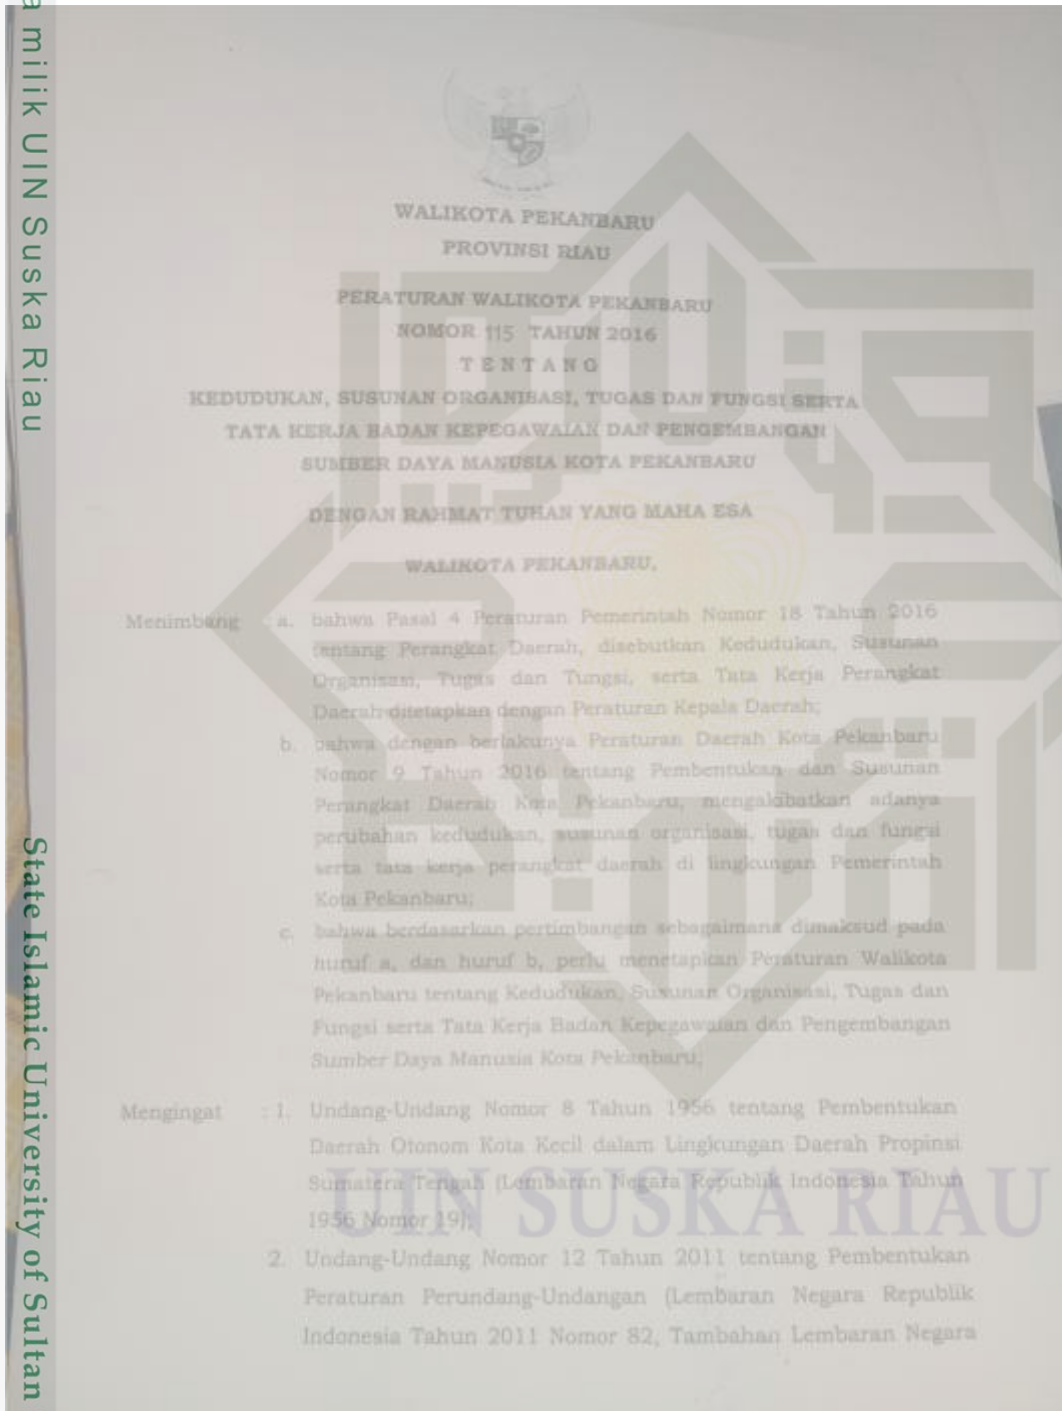 WALIKOTA PEKANBARU
PROVINSI RIAU
PERATURAN WALIKOTA PEKANBARU
NOMOR 115 TAHUN 2016
TENTANG
KEDUDUKAN, SUSUNAN ORGANISASI, TUGAS DAN FUNGSI SERTA
TATA KERJA BADAN KEPEGAWAIAN DAN PENGEMBANGAN
SUMBER DAYA MANUSIA KOTA PEKANBARU
DENGAN RAHMAT TUHAN YANG MAHA ESA
WALIKOTA PEKANBARU,
Menimbang : a. bahwa Pasal 4 Peraturan Pemerintah Nomor 18 Tahun 2016
tentang Perangkat Daerah, disebutkan Kedudukan, Susunan
Organisasi, Tugas dan Tungsi, serta Tata Kerja Perangkat
Daerah ditetapkan dengan Peraturan Kepala Daerah;
b. bahwa dengan berlakunya Peraturan Daerah Kota Pekanbaru
Nomor 9 Tahun 2016 tentang Pembentukan dan Susunan
Perangkat Daerah Kota Pekanbaru, mengakibatkan adanya
perubahan kedudukan, susunan organisasi, tugas dan fungsi
serta tata kerja perangkat daerah di lingkungan Pemerintah
Kota Pekanbaru;
c. bahwa berdasarkan pertimbangan sebagaimana dimaksud pada
huruf a, dan huruf b, perlu menetapkan Peraturan Walikota
Pekanbaru tentang Kedudukan, Susunan Organisasi, Tugas dan
Fungsi serta Tata Kerja Badan Kepegawaian dan Pengembangan
Sumber Daya Manusia Kota Pekanbaru;
Mengingat : 1. Undang-Undang Nomor 8 Tahun 1956 tentang Pembentukan
Daerah Otonom Kota Kecil dalam Lingkungan Daerah Propinsi
Sumatera Tengah (Lembaran Negara Republik Indonesia Tahun
1956 Nomor 19);
2. Undang-Undang Nomor 12 Tahun 2011 tentang Pembentukan
Peraturan Perundang-Undangan (Lembaran Negara Republik
Indonesia Tahun 2011 Nomor 82, Tambahan Lembaran Negara
UIN SUSKA RIAU
milik UIN Suska Riau
State Islamic University of Sultan